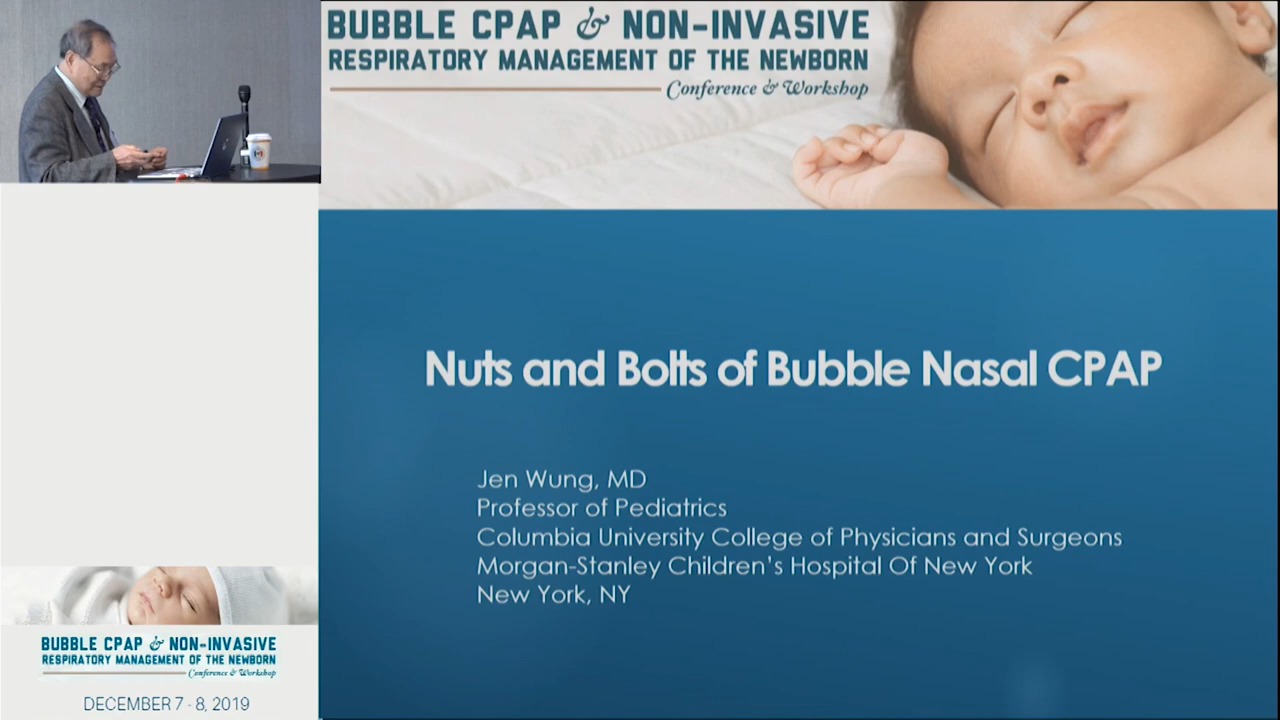 BUBBLE CPAP & NON-INVASIVE
RESPIRATORY MANAGEMENT OF THE NEWBORN
Conference & Workshop
Nuts and Bolts of Bubble Nasal CPAP
Jen Wung, MD
Professor of Pediatrics
Columbia University College of Physicians and Surgeons
Morgan-Stanley Children's Hospital Of New York
New York, NY
BUBBLE CPAP & NON-INVASIVE
RESPIRATORY MANAGEMENT OF THE NEWBORN
Conference & Workshop
DECEMBER 7 - 8, 2019